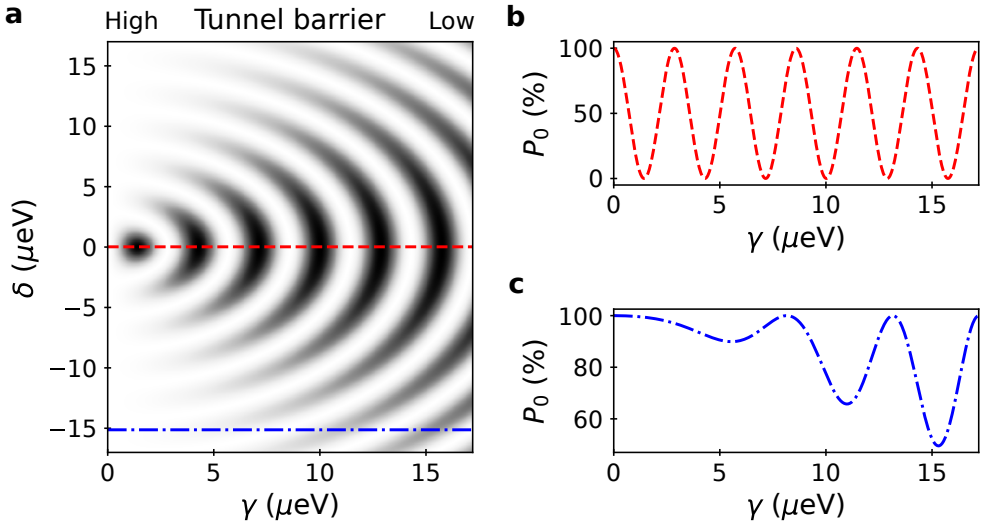 a
High Tunnel barrier Low
15
10
5
0
−5
−10
−15
δ (μeV)
0 5 10 15
γ (μeV)
b
100
50
0
P₀ (%)
0 5 10 15
γ (μeV)
c
100
80
60
P₀ (%)
0 5 10 15
γ (μeV)